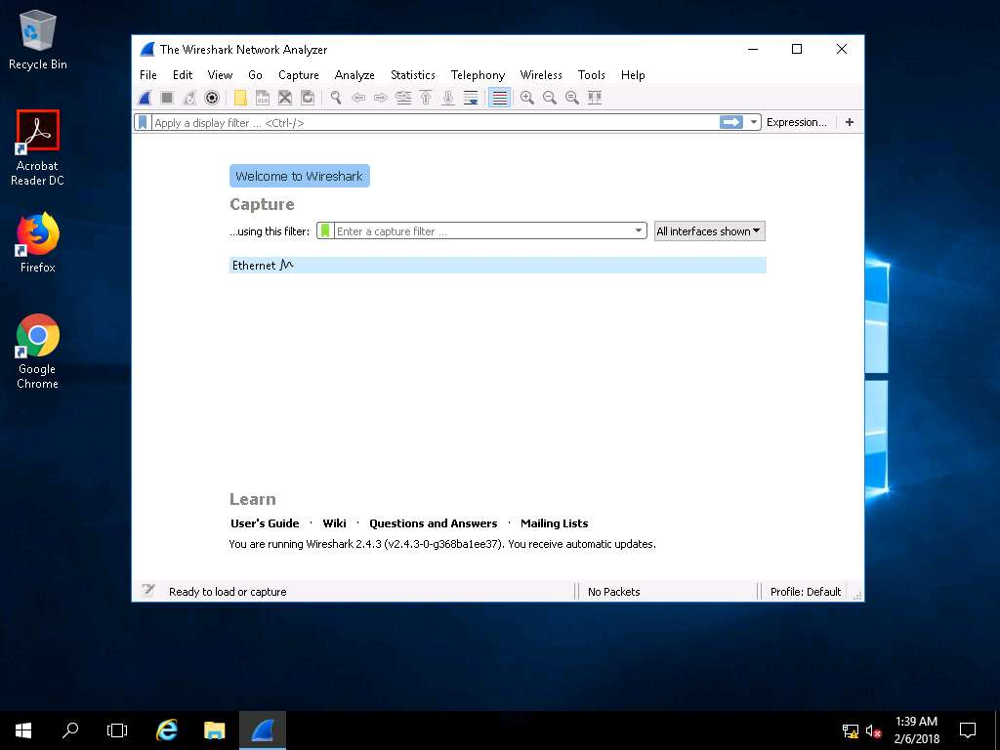 Recycle Bin
Acrobat
Reader DC
Firefox
Google
Chrome
The Wireshark Network Analyzer
File Edit View Go Capture Analyze Statistics Telephony Wireless Tools Help
Apply a display filter ... <Ctrl-/> Expression... +
Welcome to Wireshark
Capture
...using this filter: Enter a capture filter ... All interfaces shown
Ethernet
Learn
User's Guide · Wiki · Questions and Answers · Mailing Lists
You are running Wireshark 2.4.3 (v2.4.3-0-g368ba1ee37). You receive automatic updates.
Ready to load or capture No Packets Profile: Default
1:39 AM
2/6/2018